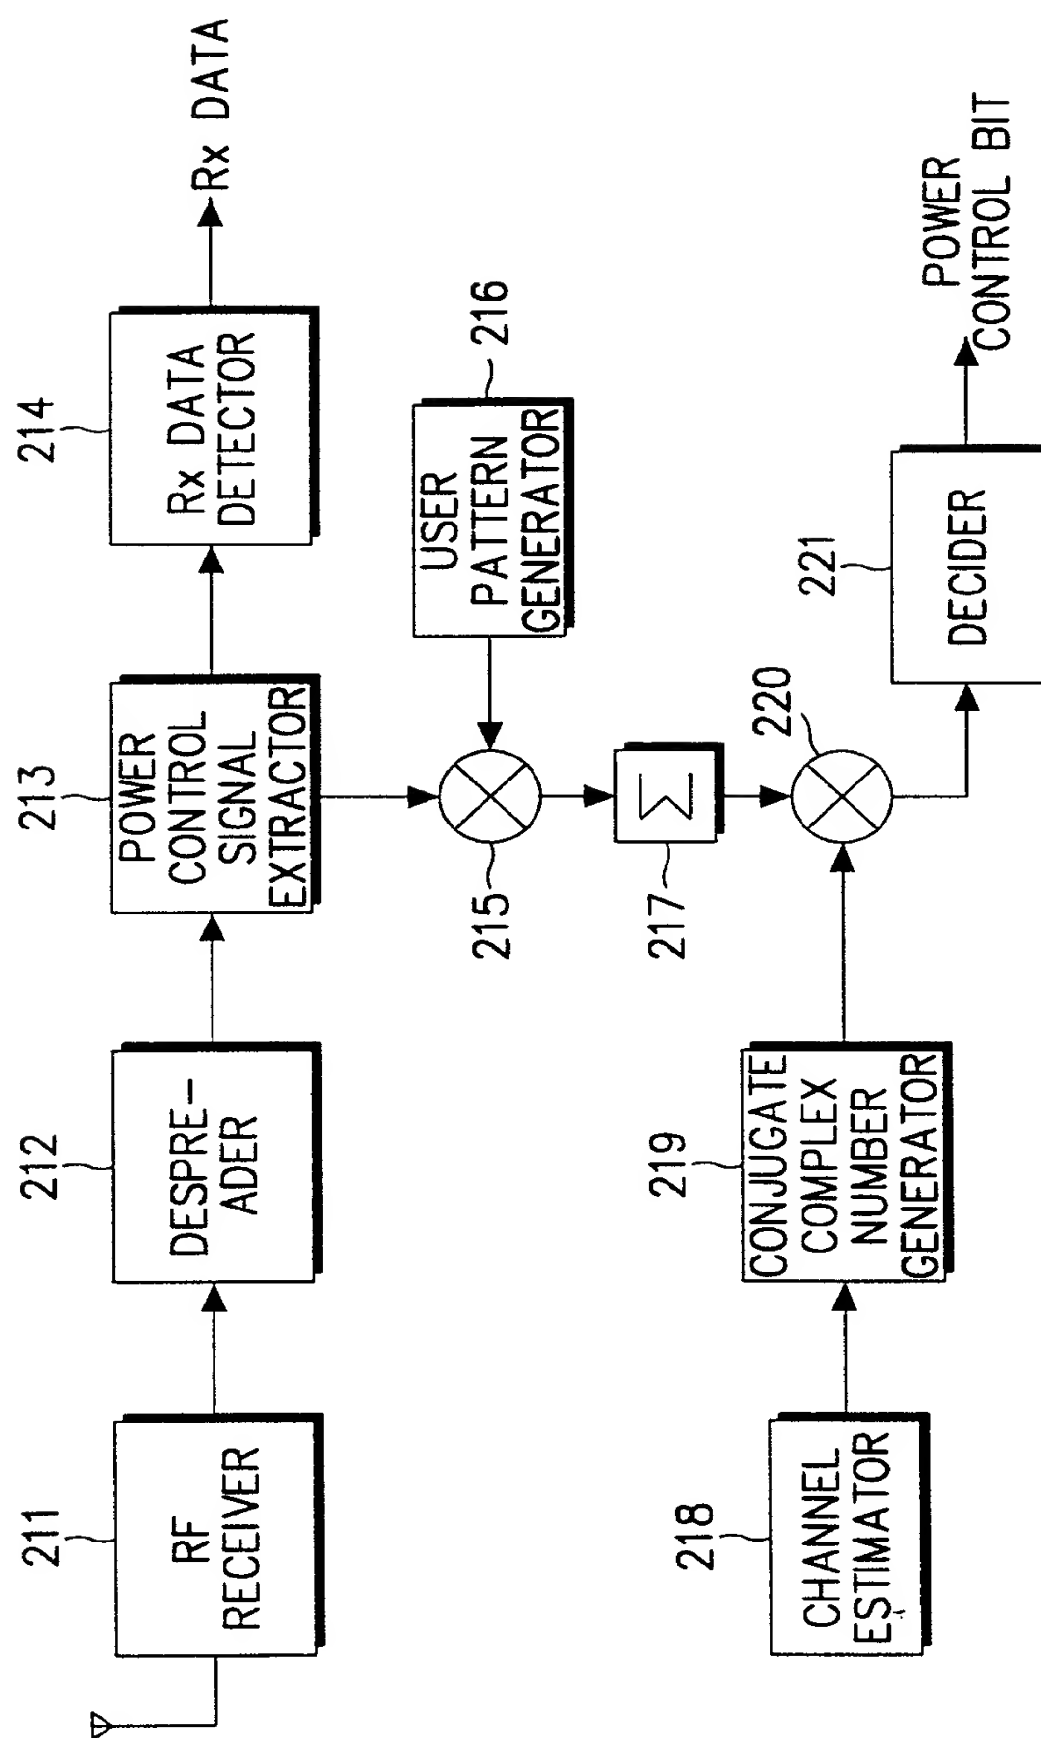 211
RF
RECEIVER
212
DESPRE-
ADER
213
POWER
CONTROL
SIGNAL
EXTRACTOR
214
Rx DATA
DETECTOR
Rx DATA
215
USER
PATTERN
GENERATOR
216
217
Σ
218
CHANNEL
ESTIMATOR
219
CONJUGATE
COMPLEX
NUMBER
GENERATOR
220
221
DECIDER
POWER
CONTROL BIT